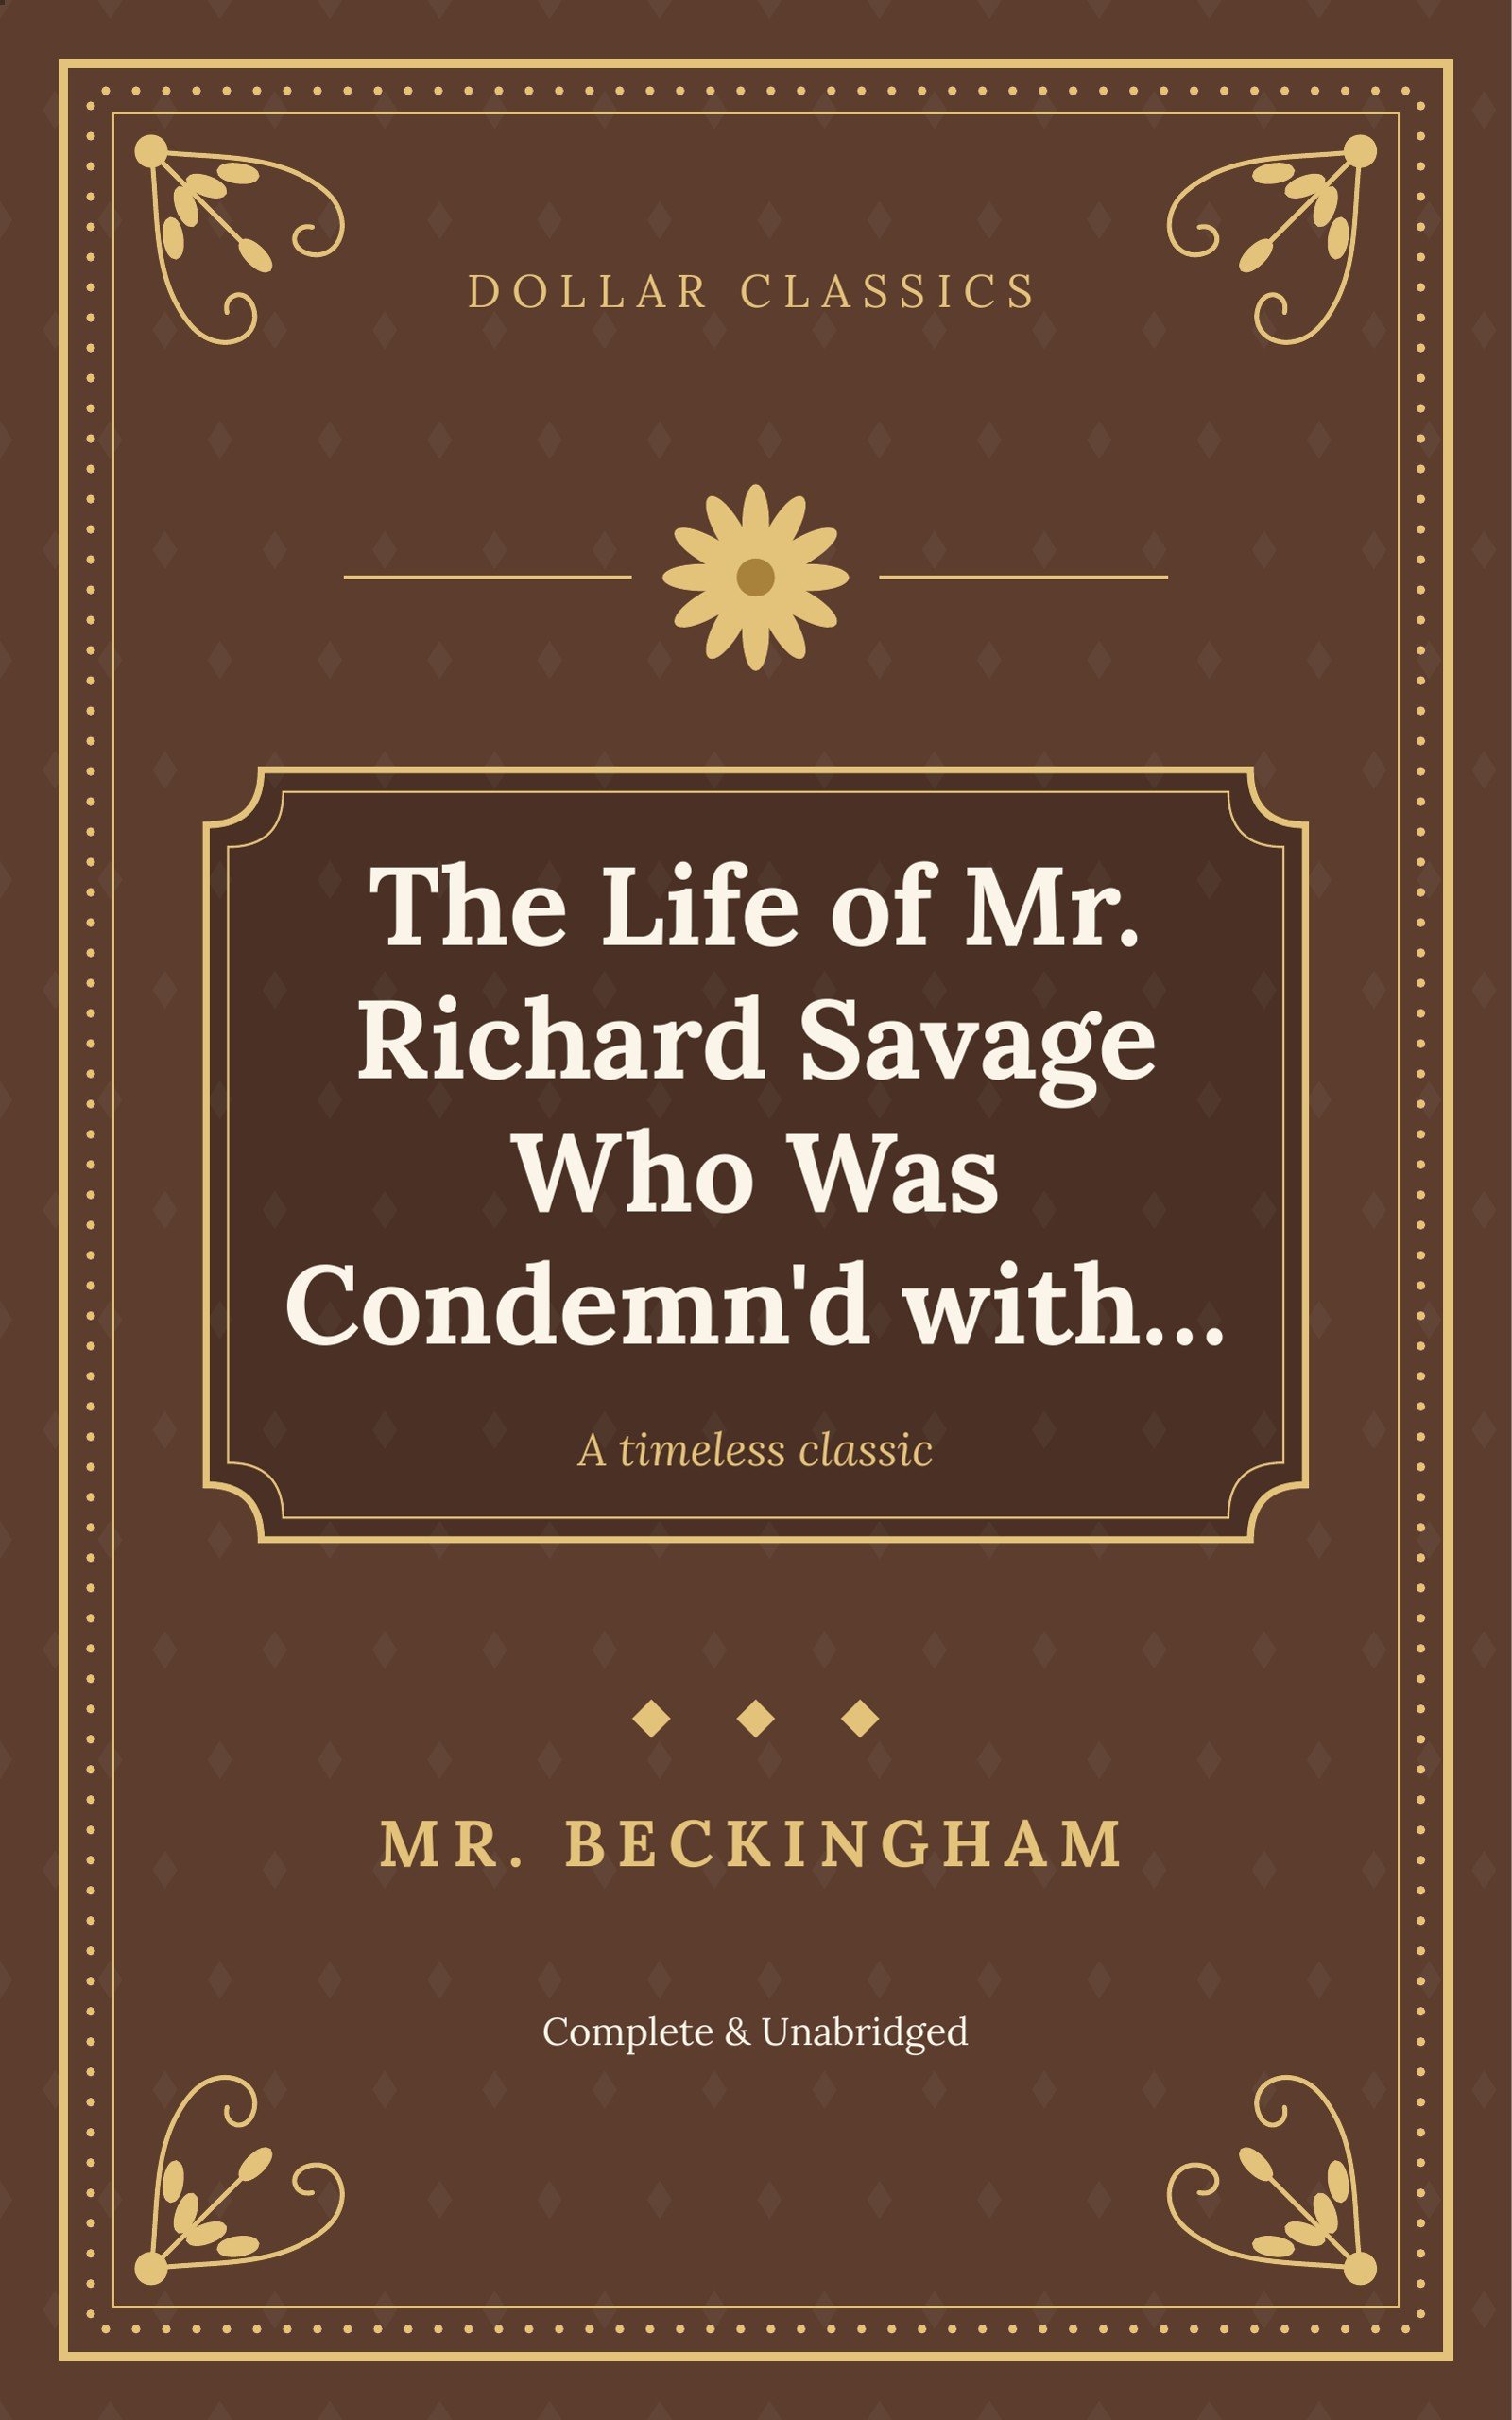 DOLLAR CLASSICS
The Life of Mr.
Richard Savage
Who Was
Condemn'd with...
A timeless classic
MR. BECKINGHAM
Complete & Unabridged